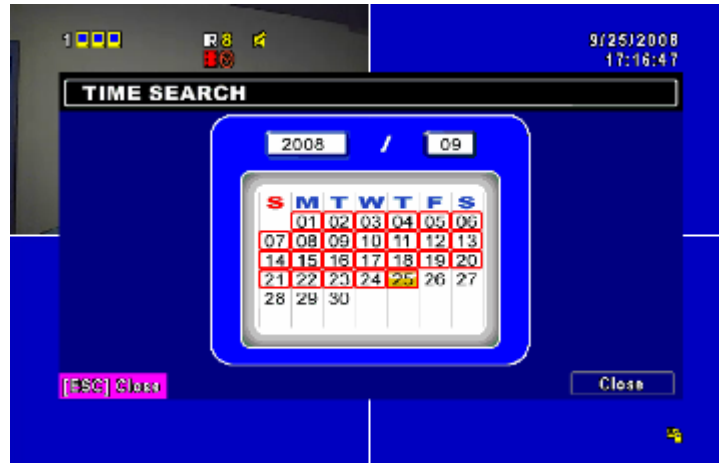 1 R 8 9/25/2008
17:16:47
TIME SEARCH
2008 / 09
S M T W T F S
01 02 03 04 05 06
07 08 09 10 11 12 13
14 15 16 17 18 19 20
21 22 23 24 25 26 27
28 29 30
[ESC] Close Close